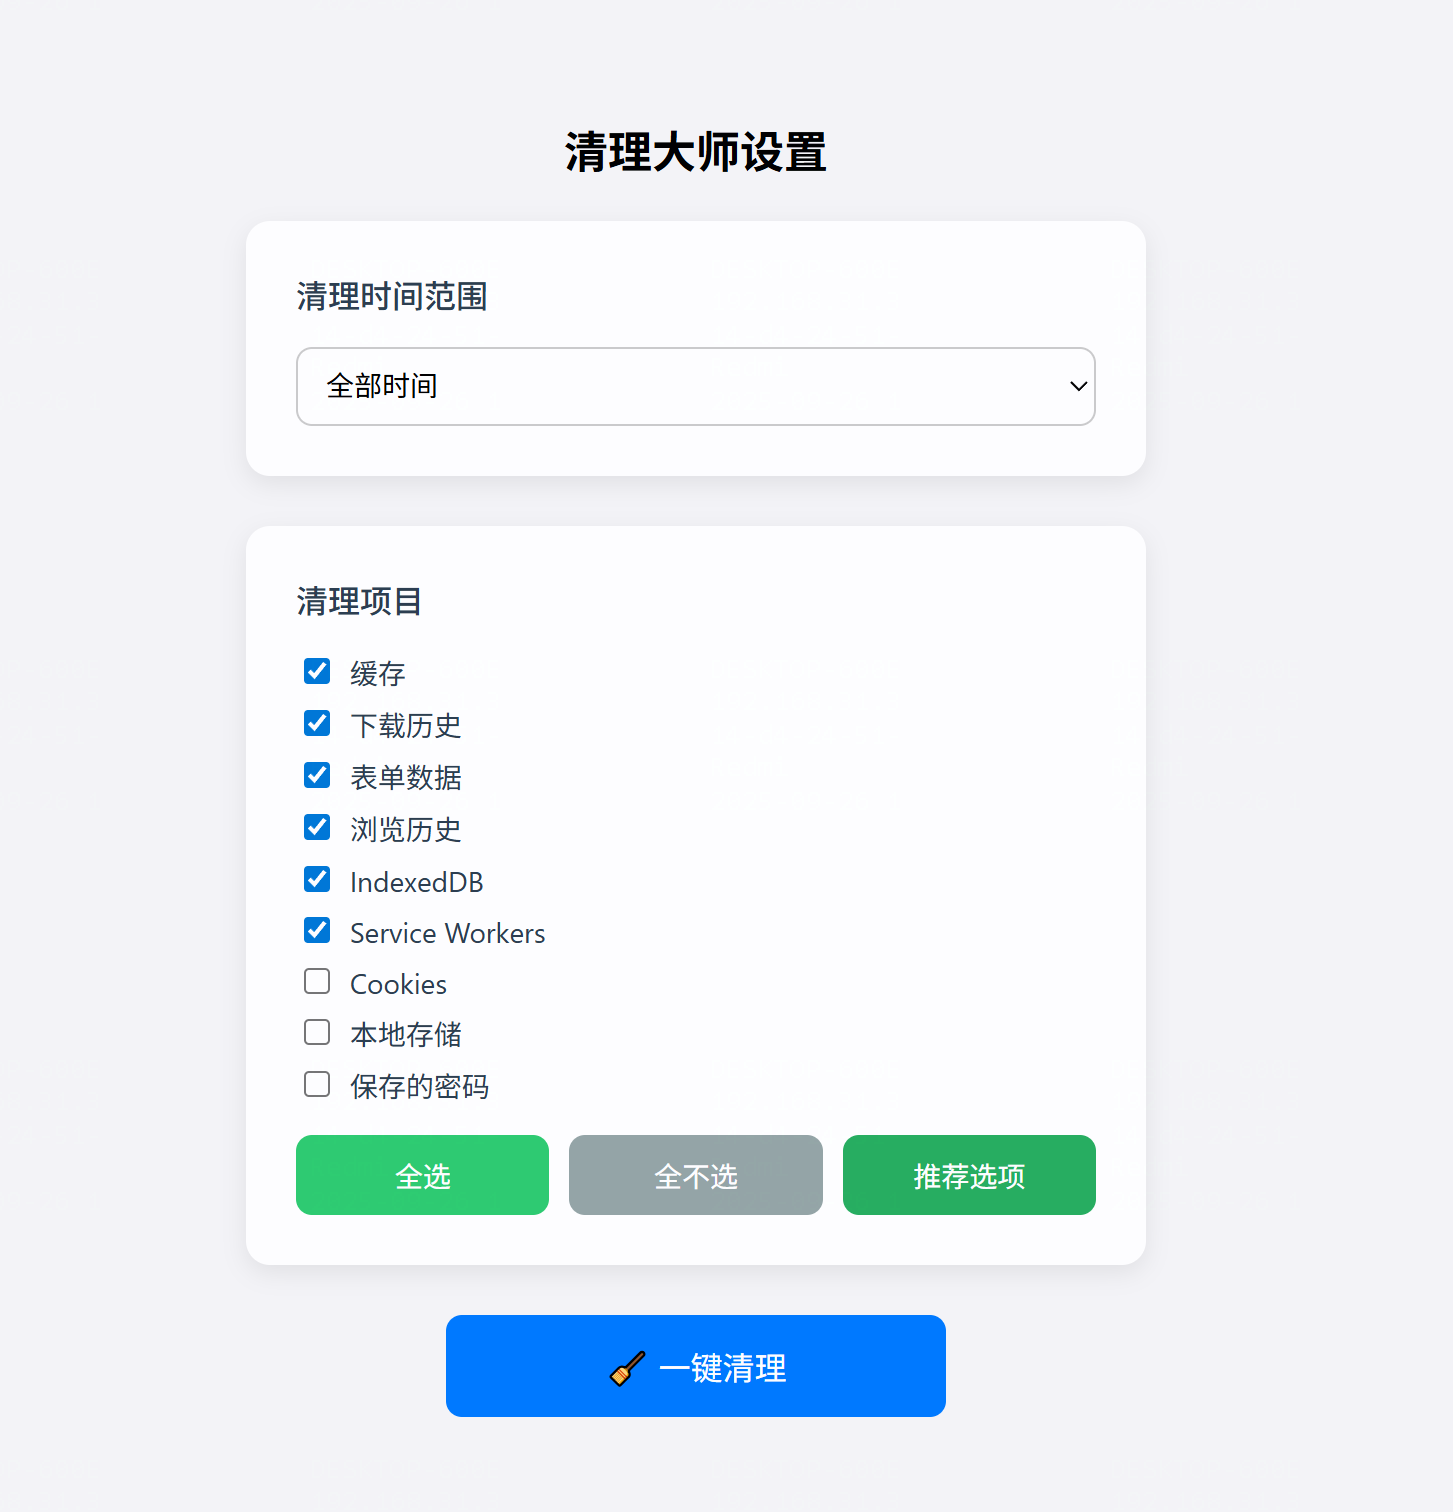 清理大师设置
清理时间范围
全部时间
清理项目
缓存
下载历史
表单数据
浏览历史
IndexedDB
Service Workers
Cookies
本地存储
保存的密码
全选
全不选
推荐选项
一键清理